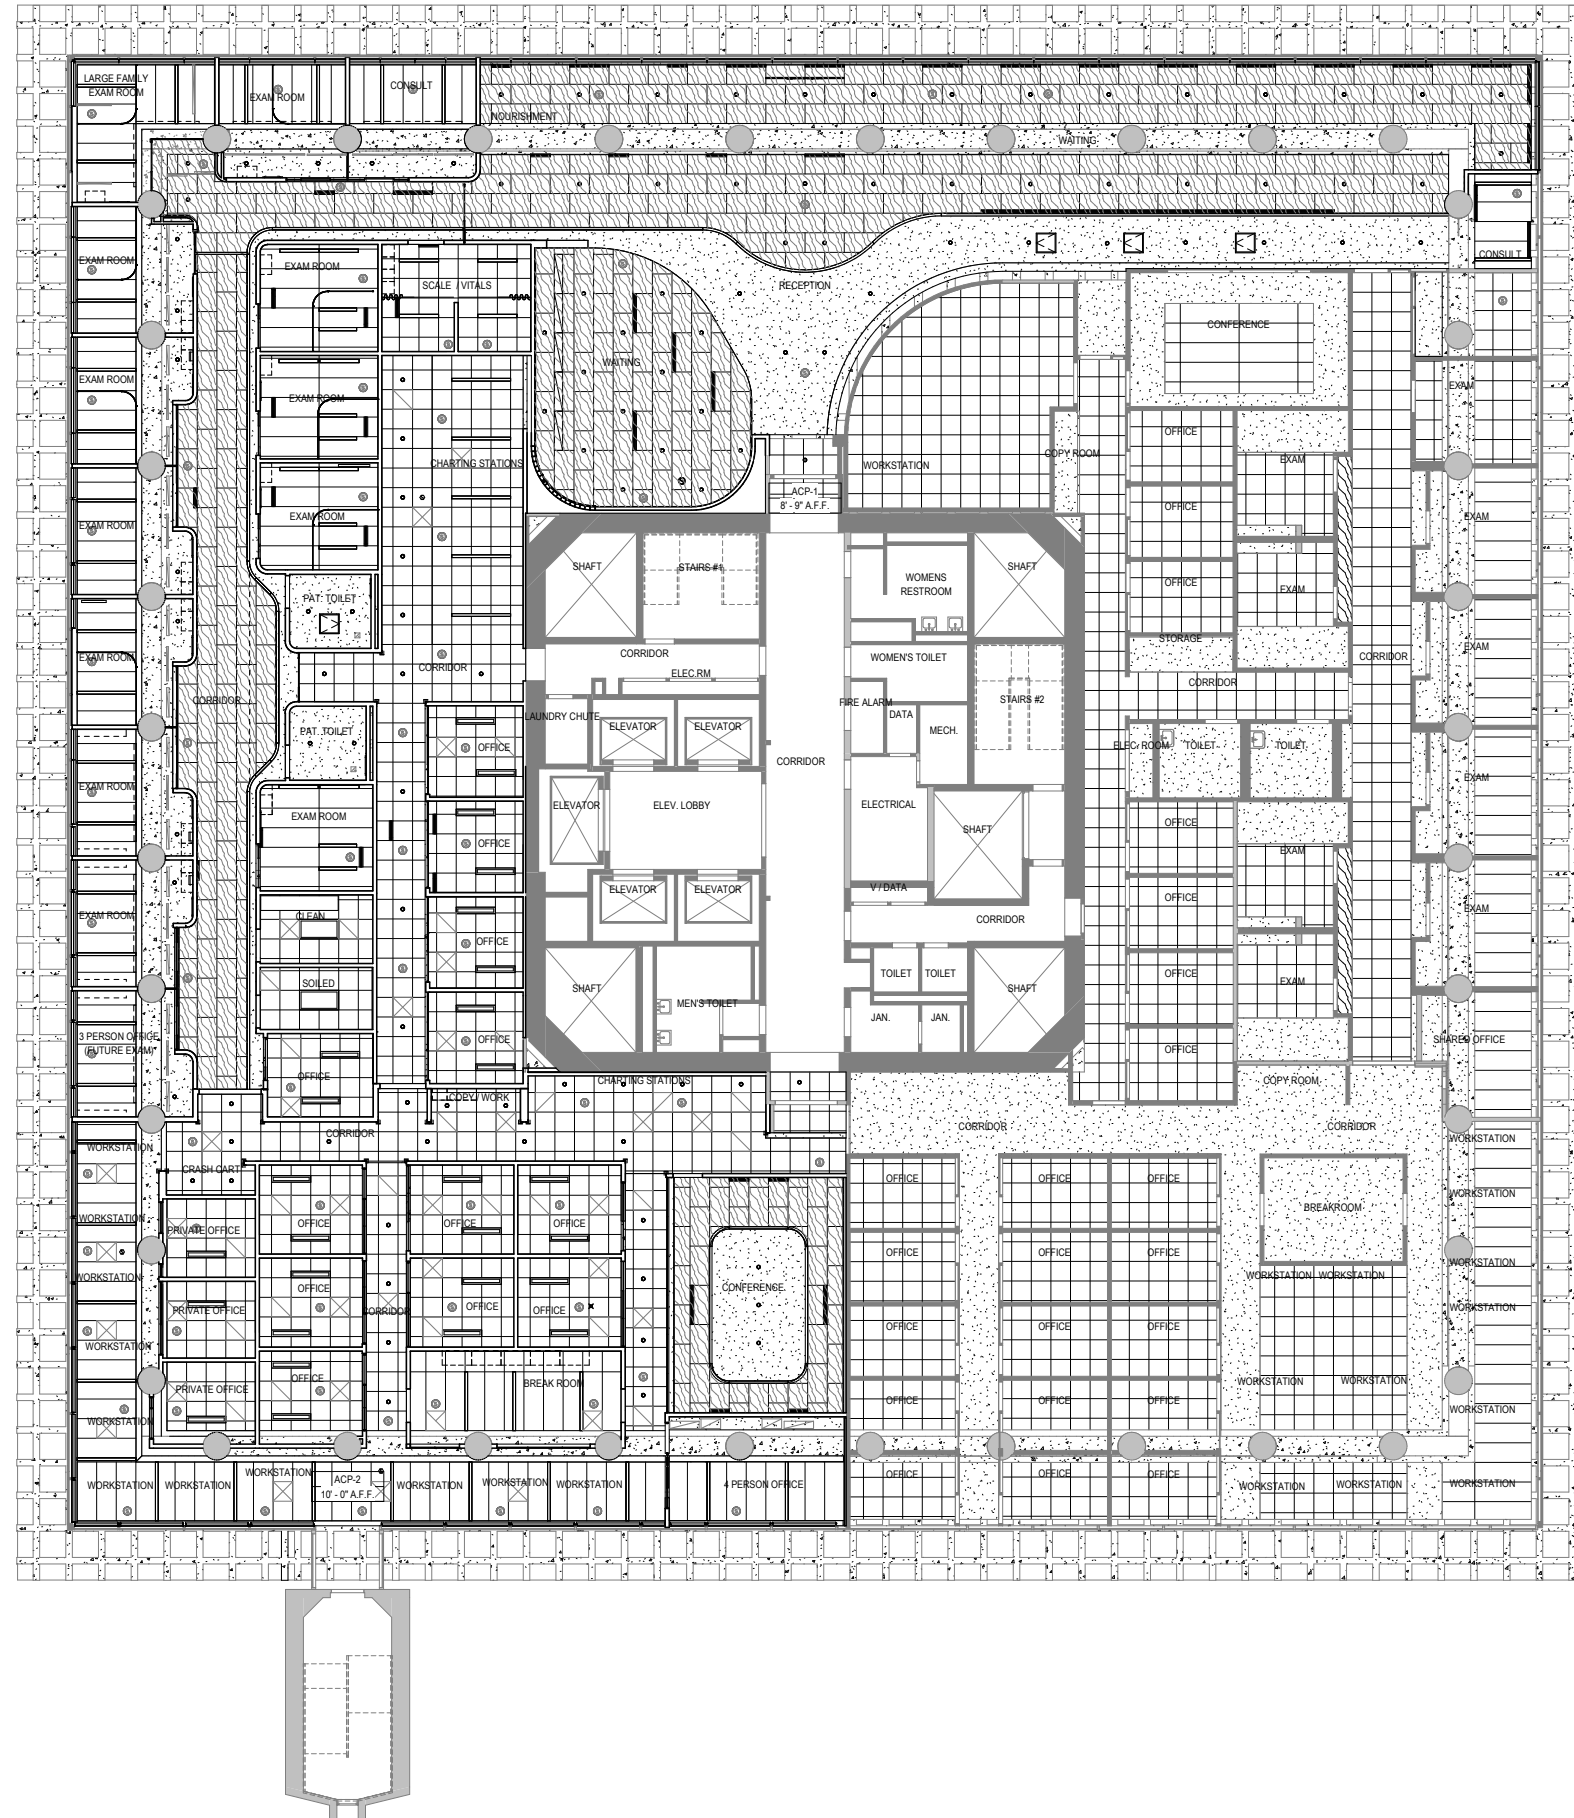 LARGE FAMILY
EXAM ROOM
EXAM ROOM
CONSULT
NOURISHMENT
WAITING
EXAM ROOM
EXAM ROOM
SCALE / VITALS
RECEPTION
CONSULT
WAITING
CONFERENCE
EXAM ROOM
EXAM ROOM
EXAM
CHARTING STATIONS
WORKSTATION
COPY ROOM
OFFICE
EXAM
ACP-1
8' - 9" A.F.F.
EXAM ROOM
EXAM ROOM
OFFICE
EXAM
SHAFT
STAIRS #1
WOMENS
RESTROOM
SHAFT
OFFICE
EXAM
PAT. TOILET
EXAM ROOM
CORRIDOR
CORRIDOR
WOMEN'S TOILET
STORAGE
CORRIDOR
EXAM
ELEC.RM
CORRIDOR
CORRIDOR
FIRE ALARM
STAIRS #2
LAUNDRY CHUTE
DATA
PAT. TOILET
ELEVATOR
ELEVATOR
MECH.
OFFICE
ELEC. ROOM
TOILET
TOILET
CORRIDOR
EXAM ROOM
EXAM
EXAM ROOM
ELEVATOR
ELEV. LOBBY
ELECTRICAL
OFFICE
SHAFT
OFFICE
EXAM
ELEVATOR
ELEVATOR
V / DATA
OFFICE
EXAM ROOM
CLEAN
EXAM
CORRIDOR
OFFICE
SOILED
OFFICE
TOILET
TOILET
EXAM
SHAFT
MEN'S TOILET
SHAFT
JAN.
JAN.
3 PERSON OFFICE
(FUTURE EXAM)
OFFICE
OFFICE
SHARED OFFICE
OFFICE
CHARTING STATIONS
COPY ROOM
COPY / WORK
CORRIDOR
CORRIDOR
CORRIDOR
WORKSTATION
WORKSTATION
CRASH CART
OFFICE
OFFICE
OFFICE
WORKSTATION
WORKSTATION
PRIVATE OFFICE
OFFICE
OFFICE
OFFICE
BREAKROOM
OFFICE
OFFICE
OFFICE
WORKSTATION
WORKSTATION
WORKSTATION
WORKSTATION
OFFICE
CONFERENCE
PRIVATE OFFICE
CORRIDOR
OFFICE
OFFICE
WORKSTATION
OFFICE
OFFICE
OFFICE
WORKSTATION
PRIVATE OFFICE
OFFICE
BREAK ROOM
WORKSTATION
WORKSTATION
OFFICE
OFFICE
OFFICE
WORKSTATION
WORKSTATION
WORKSTATION
WORKSTATION
WORKSTATION
ACP-2
10' - 0" A.F.F.
WORKSTATION
WORKSTATION
WORKSTATION
4 PERSON OFFICE
OFFICE
OFFICE
OFFICE
WORKSTATION
WORKSTATION
WORKSTATION